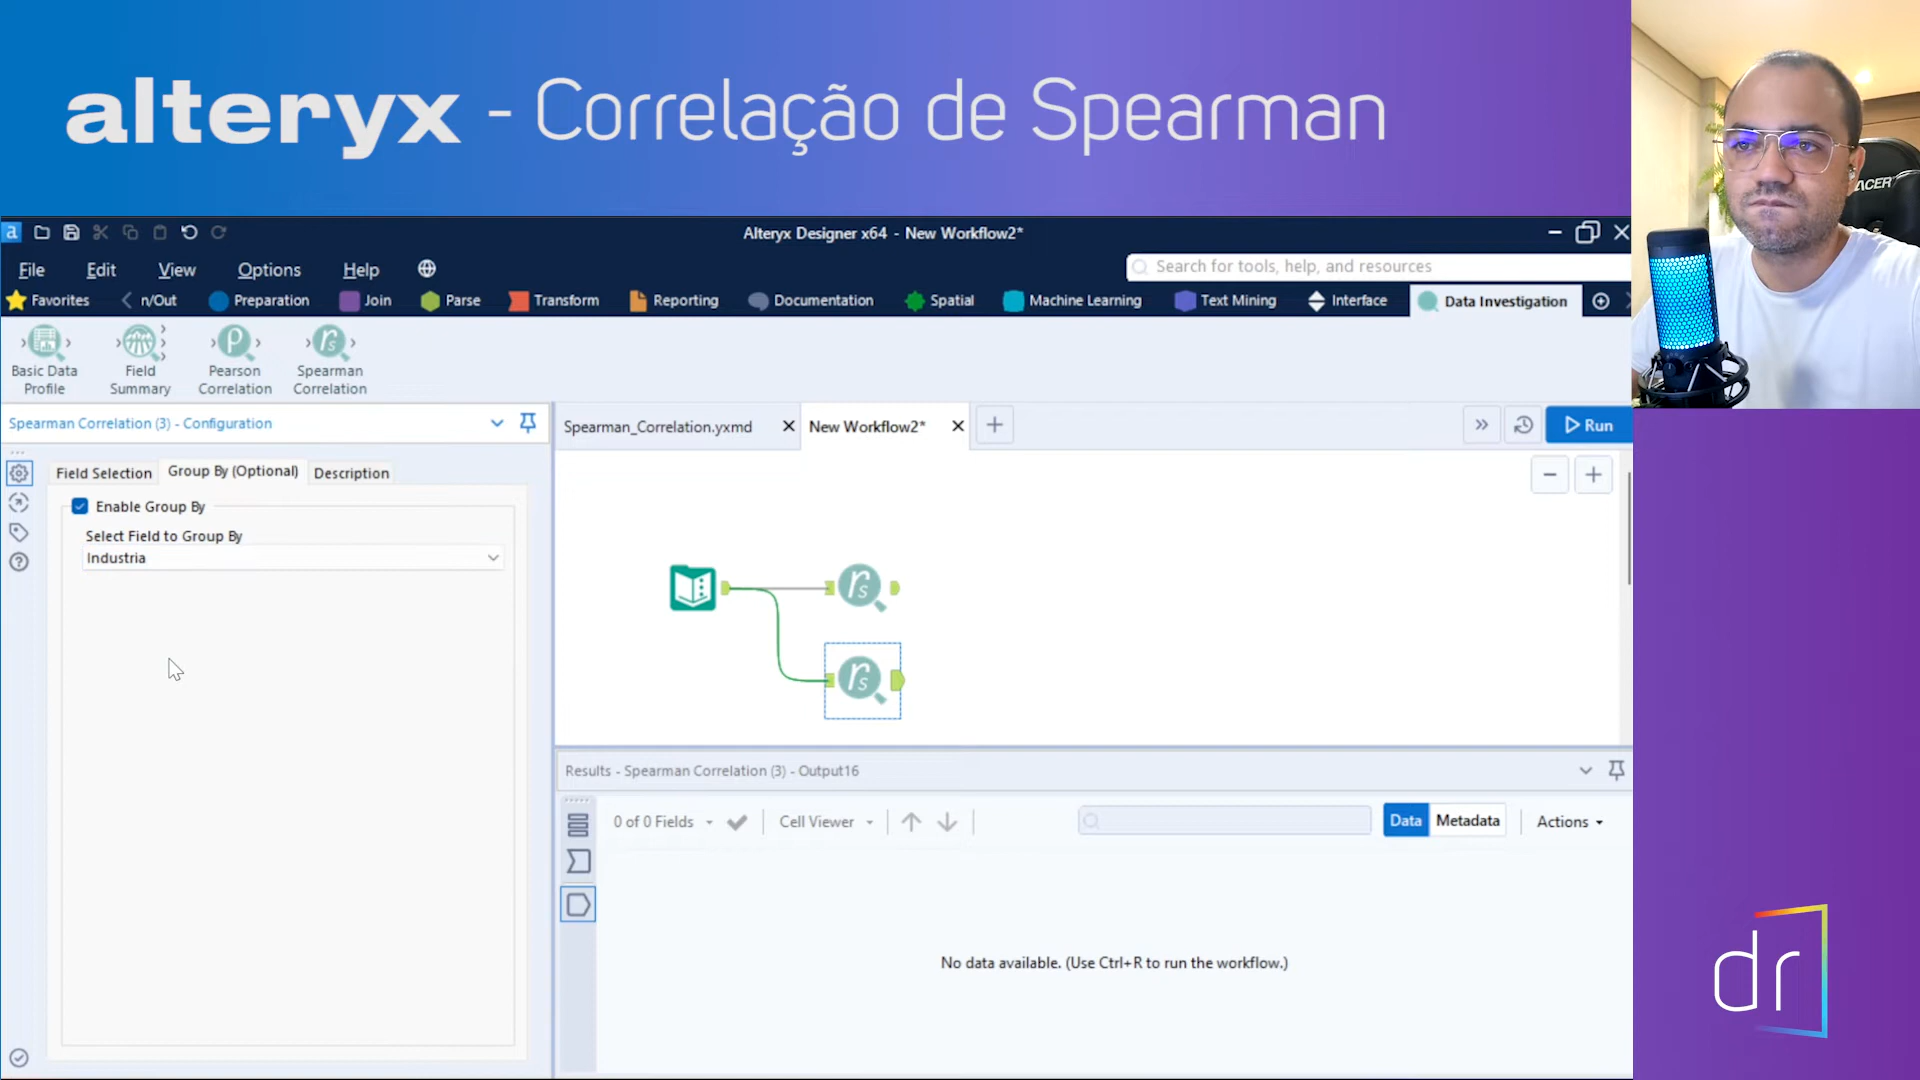 alteryx - Correlação de Spearman
Alteryx Designer x64 - New Workflow2*
File Edit View Options Help
Search for tools, help, and resources
Favorites n/Out Preparation Join Parse Transform Reporting Documentation Spatial Machine Learning Text Mining Interface Data Investigation
Basic Data Profile
Field Summary
Pearson Correlation
Spearman Correlation
Spearman Correlation (3) - Configuration
Spearman_Correlation.yxmd New Workflow2*
Run
Field Selection Group By (Optional) Description
Enable Group By
Select Field to Group By
Industria
Results - Spearman Correlation (3) - Output16
0 of 0 Fields Cell Viewer Data Metadata Actions
No data available. (Use Ctrl+R to run the workflow.)
ACER
dr